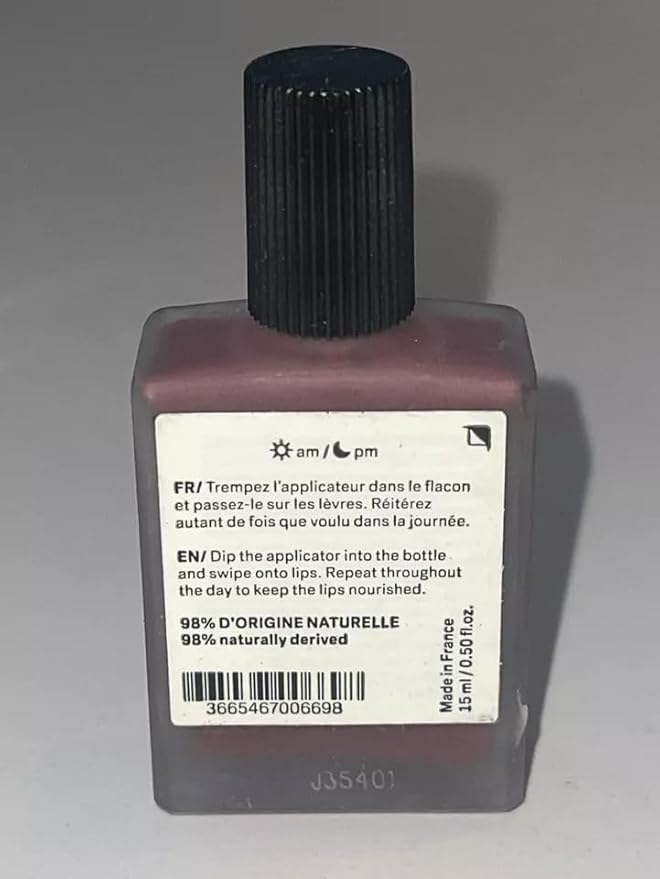 am / pm
FR/ Trempez l'applicateur dans le flacon
et passez-le sur les lèvres. Réitérez
autant de fois que voulu dans la journée.
EN/ Dip the applicator into the bottle
and swipe onto lips. Repeat throughout
the day to keep the lips nourished.
98% D'ORIGINE NATURELLE
98% naturally derived
Made in France
15 ml / 0.50 fl.oz.
3665467006698
J35401